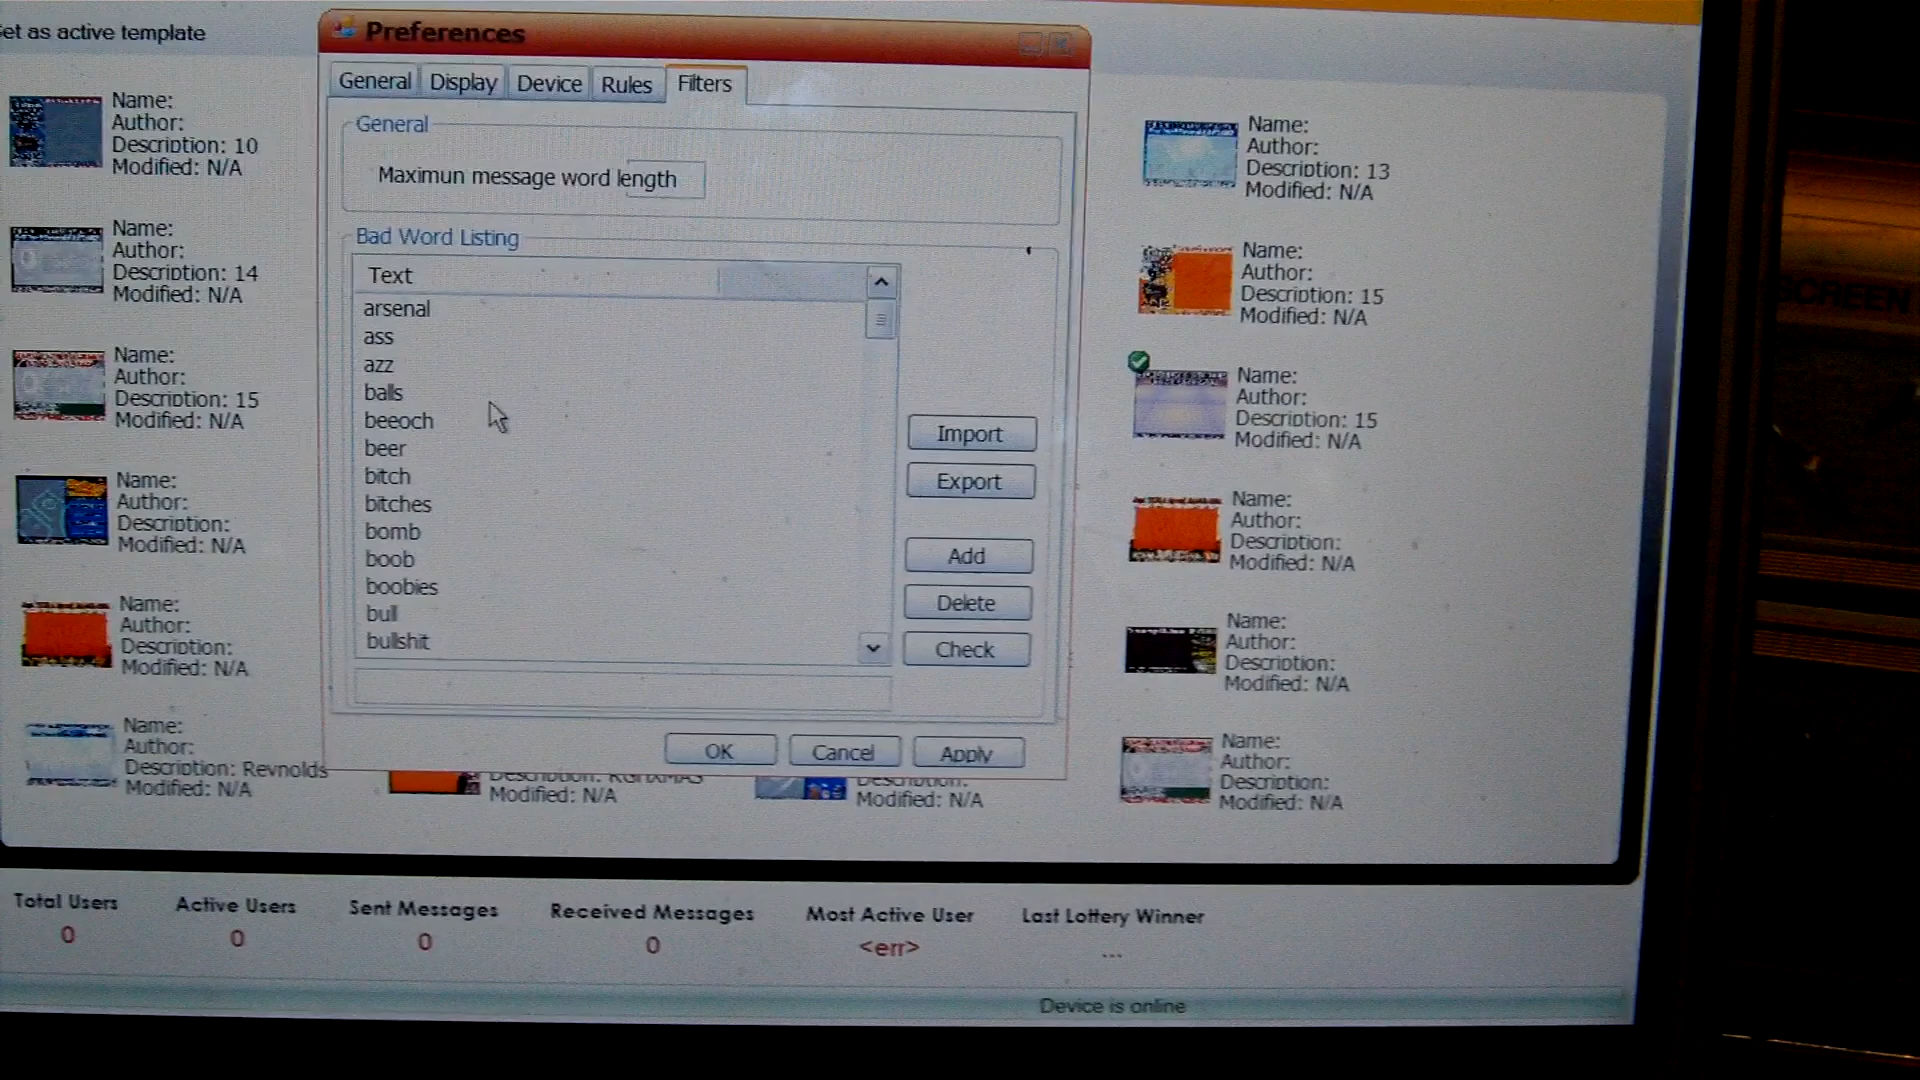 et as active template
Preferences
General Display Device Rules Filters
General
Maximun message word length
Bad Word Listing
Text
arsenal
ass
azz
balls
beeoch
beer
bitch
bitches
bomb
boob
boobies
bull
bullshit
Import
Export
Add
Delete
Check
OK Cancel Apply
Name:
Author:
Description: 10
Modified: N/A
Name:
Author:
Description: 14
Modified: N/A
Name:
Author:
Description: 15
Modified: N/A
Name:
Author:
Description:
Modified: N/A
Name:
Author:
Description:
Modified: N/A
Name:
Author:
Description: Reynolds
Modified: N/A
Description: KGHXMAS
Modified: N/A
Description:
Modified: N/A
Name:
Author:
Description: 13
Modified: N/A
Name:
Author:
Description: 15
Modified: N/A
Name:
Author:
Description: 15
Modified: N/A
Name:
Author:
Description:
Modified: N/A
Name:
Author:
Description:
Modified: N/A
Name:
Author:
Description:
Modified: N/A
SCREEN
Total Users Active Users Sent Messages Received Messages Most Active User Last Lottery Winner
0 0 0 0 <err> ...
Device is online